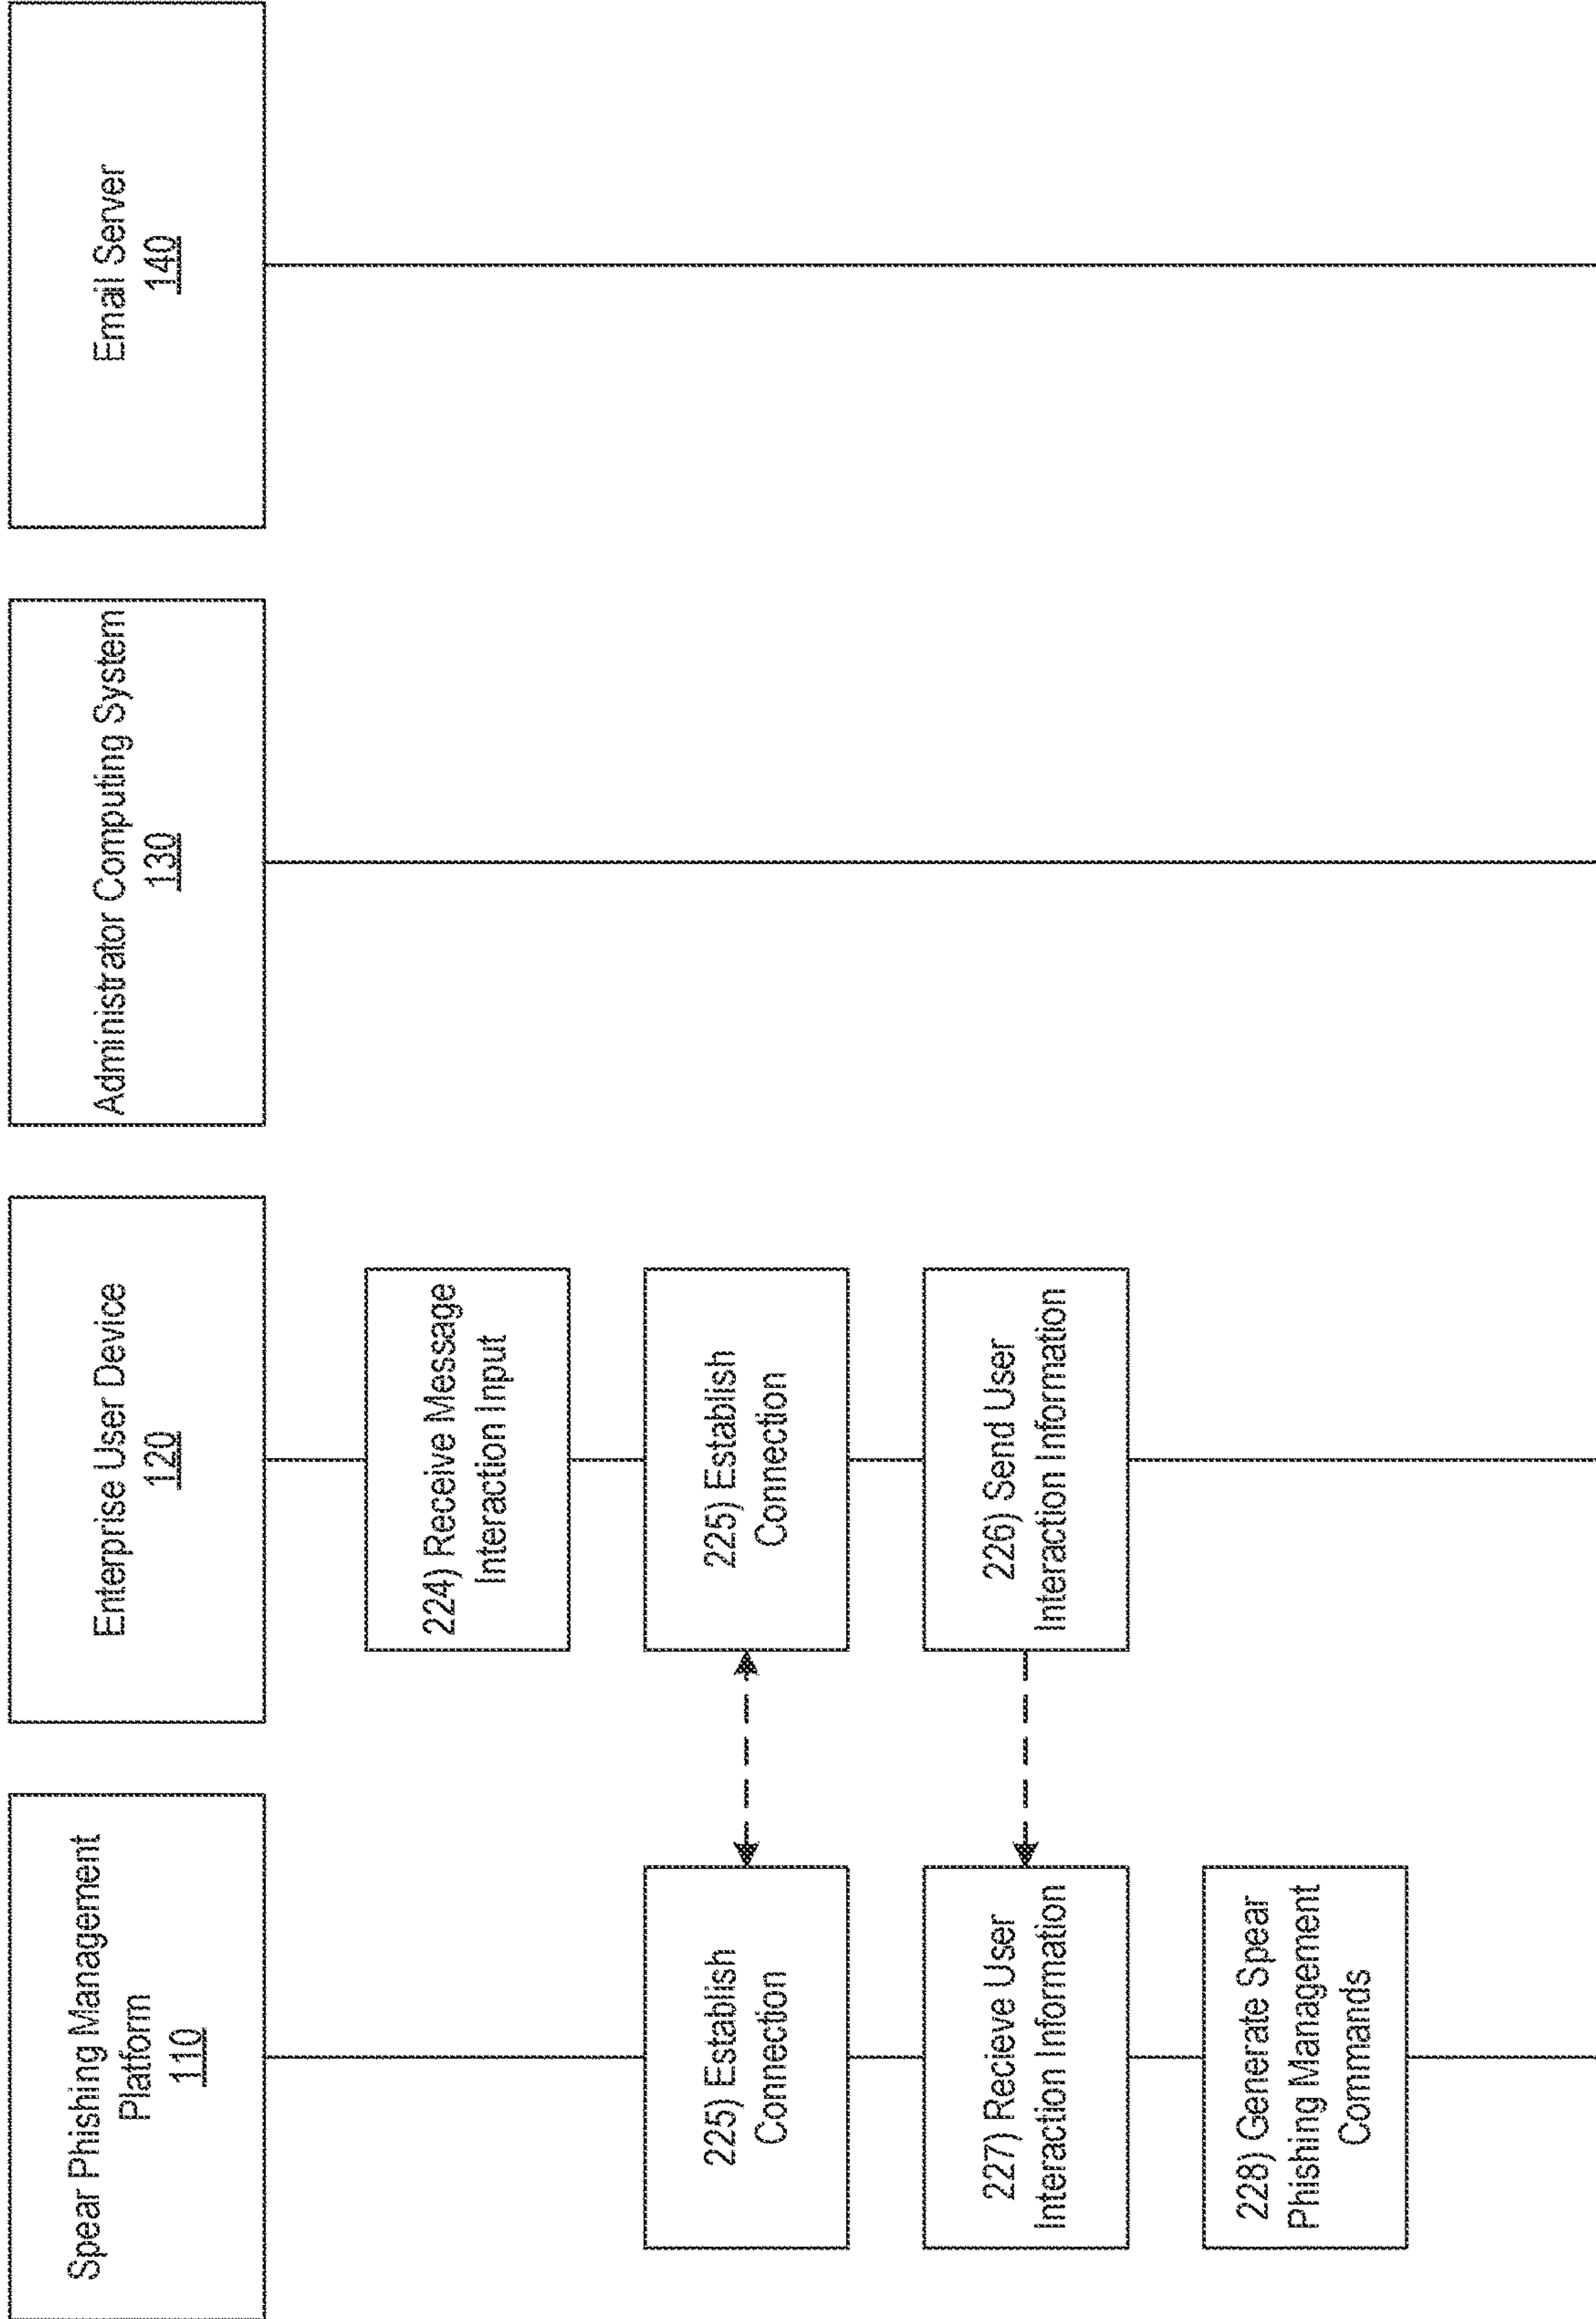 Spear Phishing Management
Platform
110
Enterprise User Device
120
Administrator Computing System
130
Email Server
140
224) Receive Message
Interaction Input
225) Establish
Connection
225) Establish
Connection
226) Send User
Interaction Information
227) Recieve User
Interaction Information
228) Generate Spear
Phishing Management
Commands